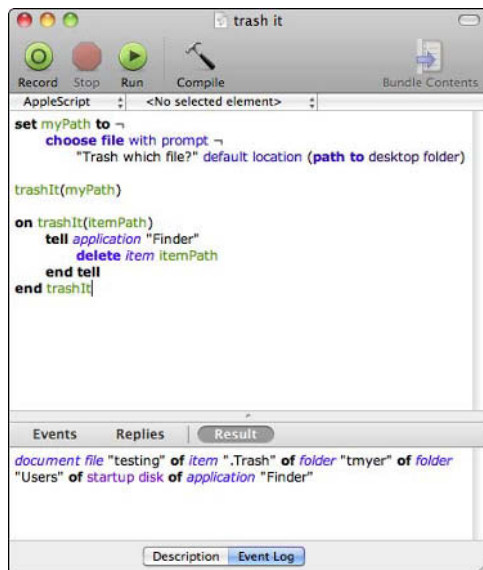 trash it
Record Stop Run Compile Bundle Contents
AppleScript <No selected element>
set myPath to ¬
choose file with prompt ¬
"Trash which file?" default location (path to desktop folder)
trashIt(myPath)
on trashIt(itemPath)
tell application "Finder"
delete item itemPath
end tell
end trashIt
Events Replies Result
document file "testing" of item ".Trash" of folder "tmyer" of folder
"Users" of startup disk of application "Finder"
Description Event Log